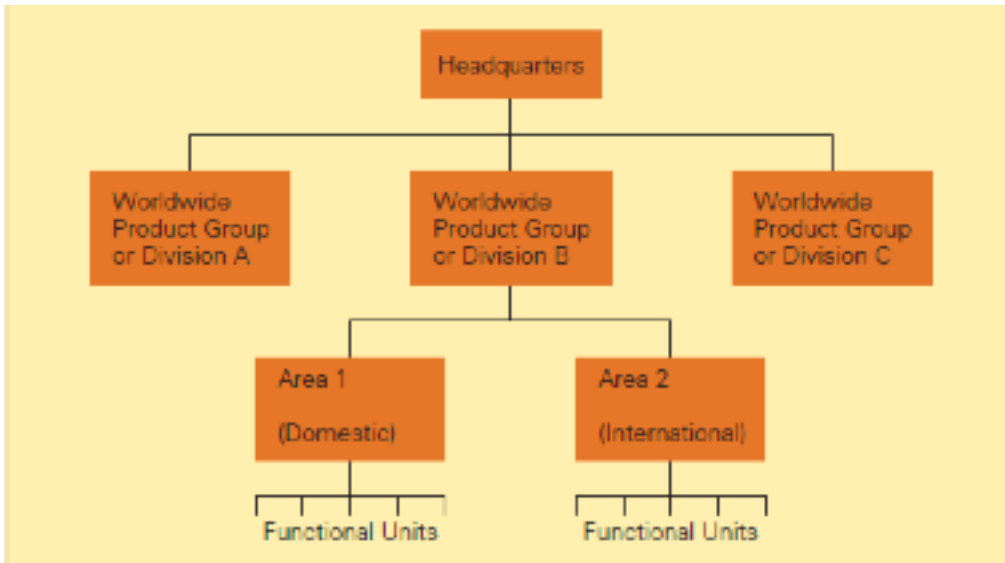 Headquarters
Worldwide
Product Group
or Division A
Worldwide
Product Group
or Division B
Worldwide
Product Group
or Division C
Area 1
(Domestic)
Area 2
(International)
Functional Units
Functional Units